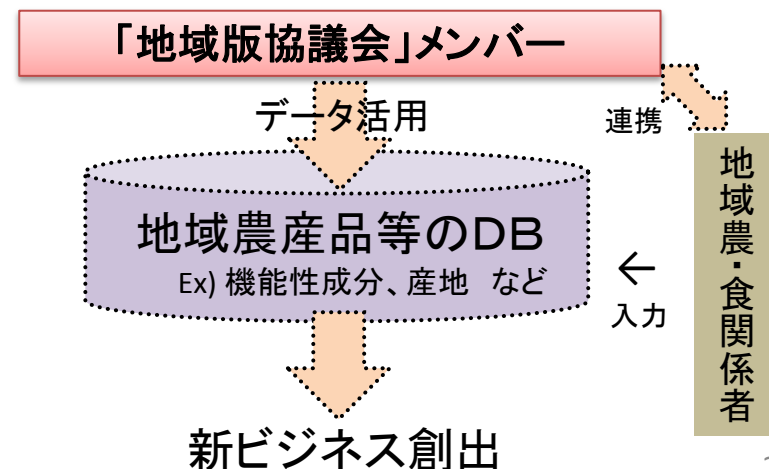 「地域版協議会」メンバー
データ活用
連携
地域農産品等のDB
Ex) 機能性成分、産地 など
←
入力
地域農・食関係者
新ビジネス創出